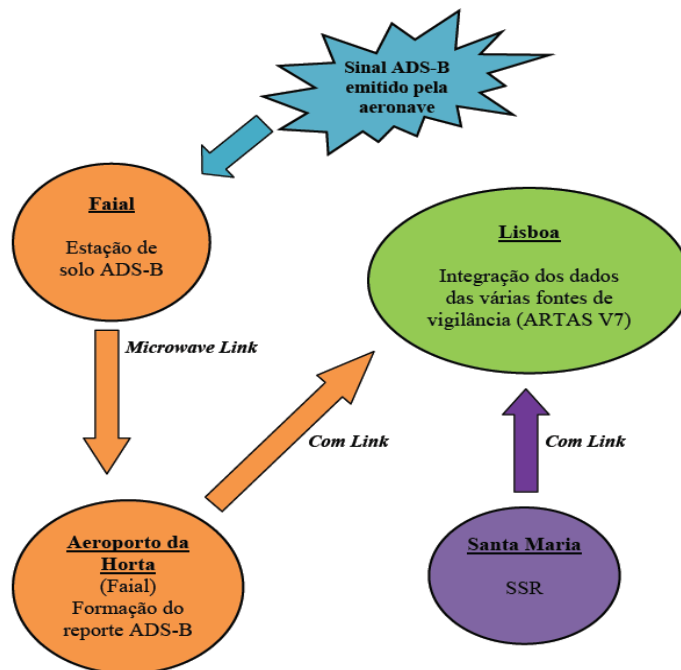 Sinal ADS-B
emitido pela
aeronave
Faial
Estação de
solo ADS-B
Lisboa
Integração dos dados
das várias fontes de
vigilância (ARTAS V7)
Microwave Link
Com Link
Com Link
Aeroporto da
Horta
(Faial)
Formação do
reporte ADS-B
Santa Maria
SSR